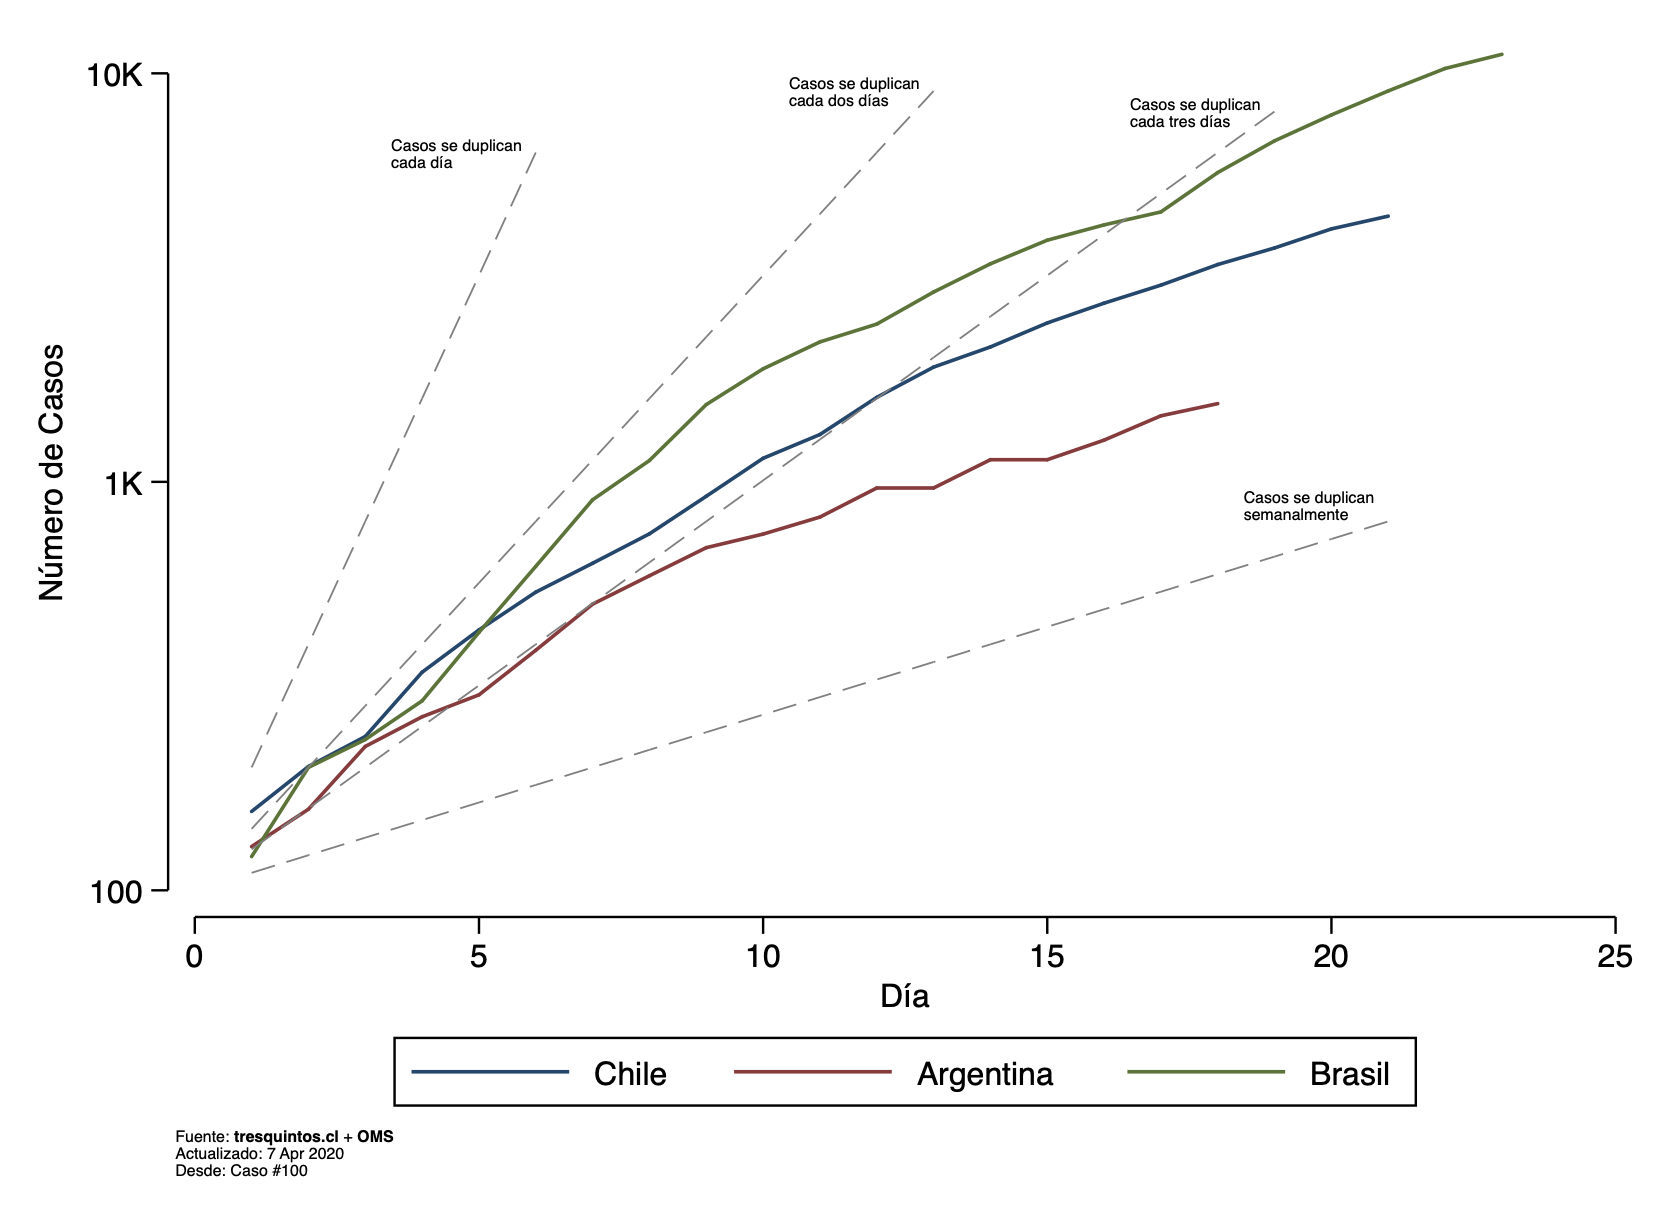 10K
1K
100
Número de Casos
Casos se duplican
cada día
Casos se duplican
cada dos días
Casos se duplican
cada tres días
Casos se duplican
semanalmente
0 5 10 15 20 25
Día
Chile Argentina Brasil
Fuente: tresquintos.cl + OMS
Actualizado: 7 Apr 2020
Desde: Caso #100